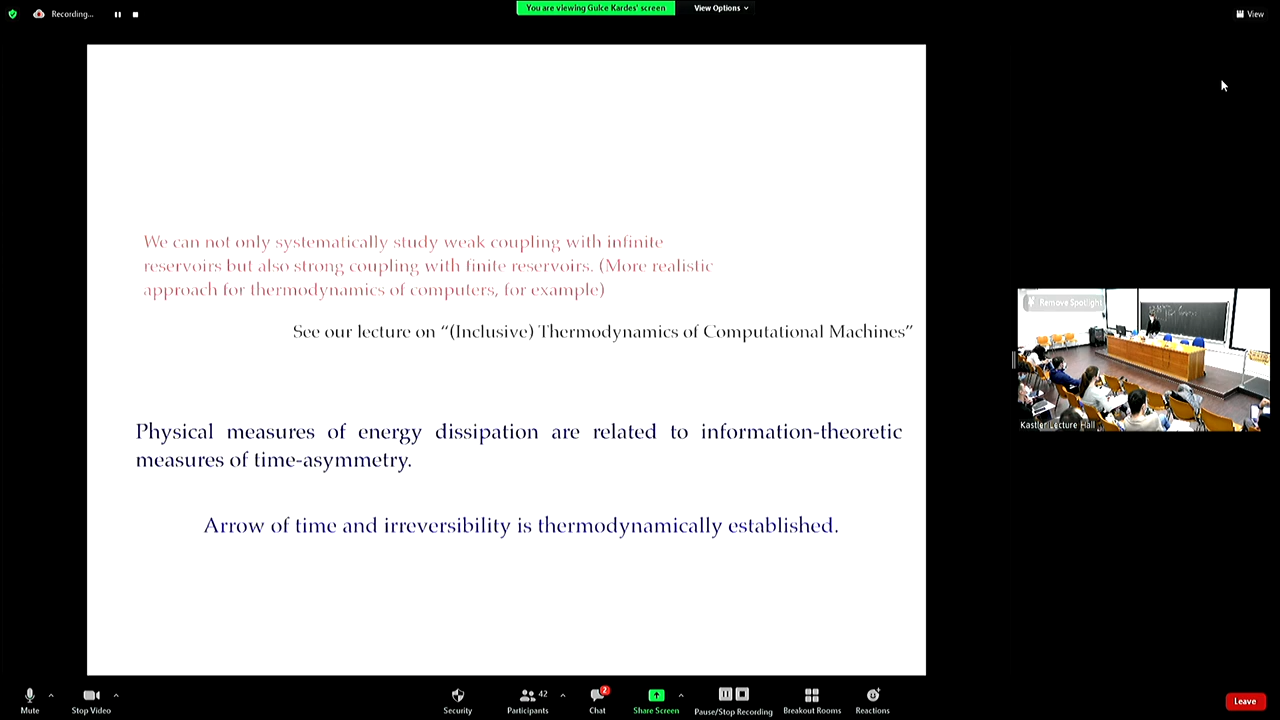 Recording...
You are viewing Gulce Kardes' screen
View Options
View
We can not only systematically study weak coupling with infinite
reservoirs but also strong coupling with finite reservoirs. (More realistic
approach for thermodynamics of computers, for example)
See our lecture on “(Inclusive) Thermodynamics of Computational Machines”
Physical measures of energy dissipation are related to information-theoretic
measures of time-asymmetry.
Arrow of time and irreversibility is thermodynamically established.
Remove Spotlight
Kastler Lecture Hall
Mute
Stop Video
Security
Participants
42
Chat
2
Share Screen
Pause/Stop Recording
Breakout Rooms
Reactions
Leave